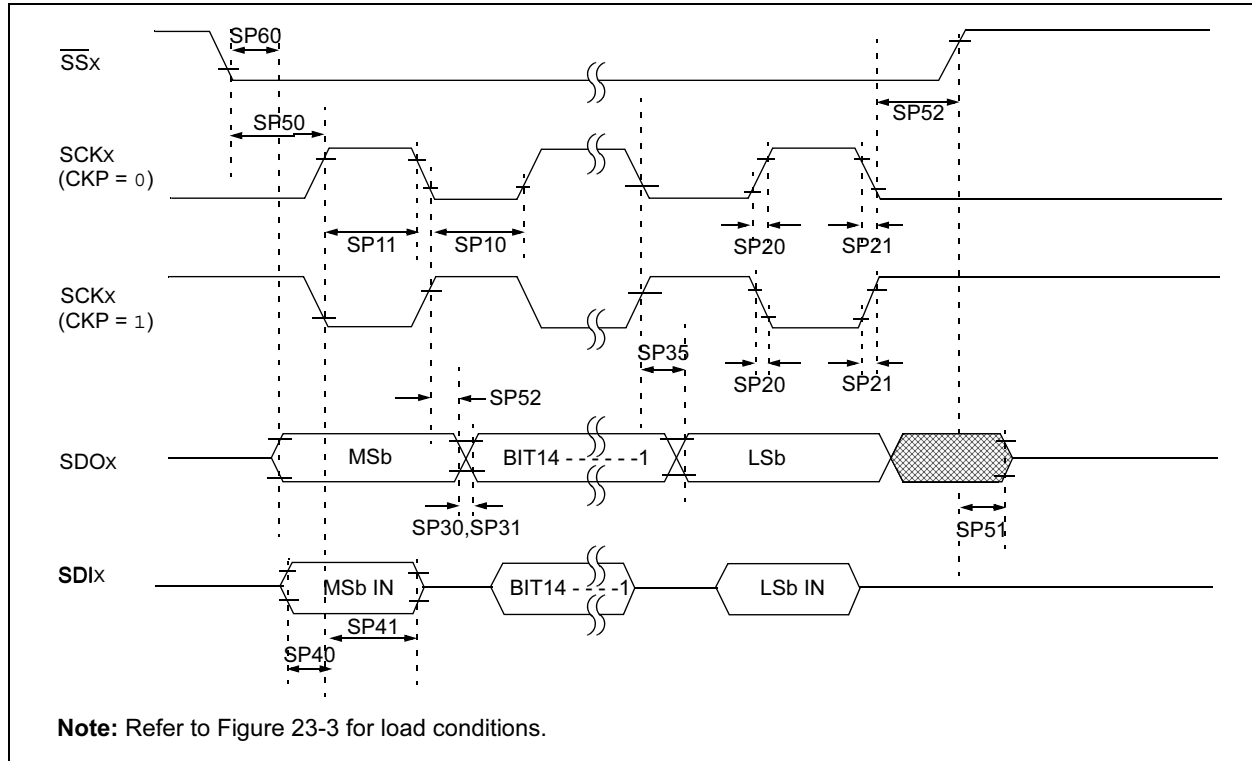 SP60
SSx
SP52
SP50
SCKx
(CKP = 0)
SP11
SP10
SP20
SP21
SCKx
(CKP = 1)
SP35
SP20
SP21
SP52
SDOx
MSb
BIT14 - - - - - -1
LSb
SP30,SP31
SP51
SDIx
MSb IN
BIT14 - - - - -1
LSb IN
SP41
SP40
Note: Refer to Figure 23-3 for load conditions.